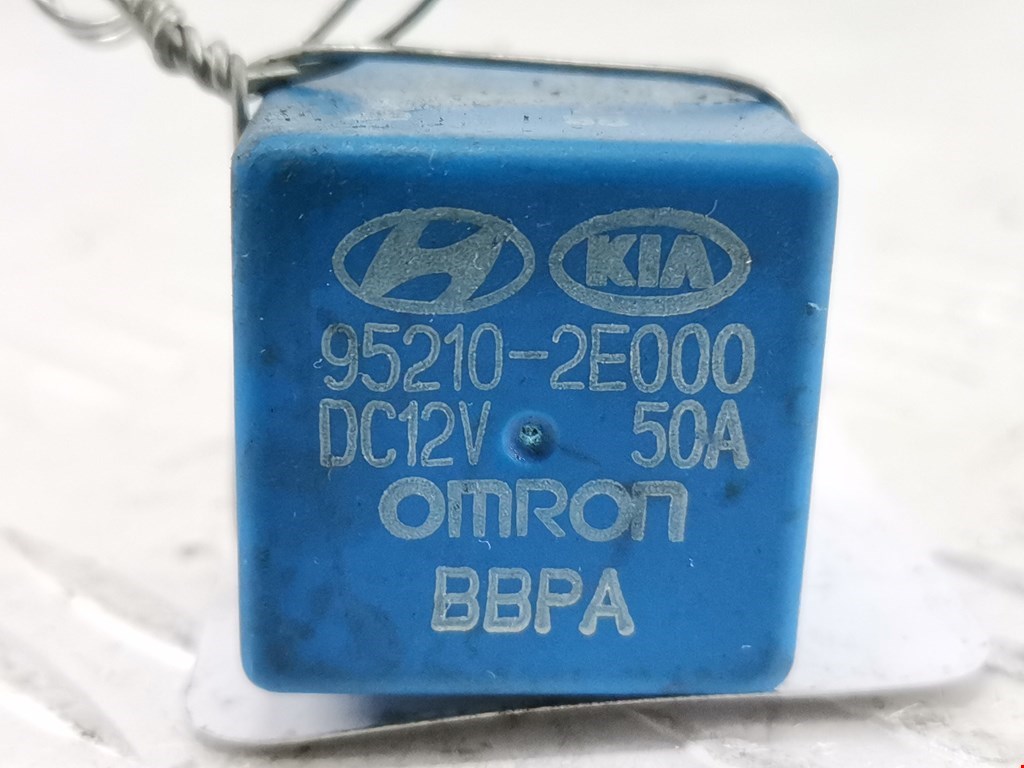 KIA
95210-2E000
DC12V 50A
OMRON
BBPA